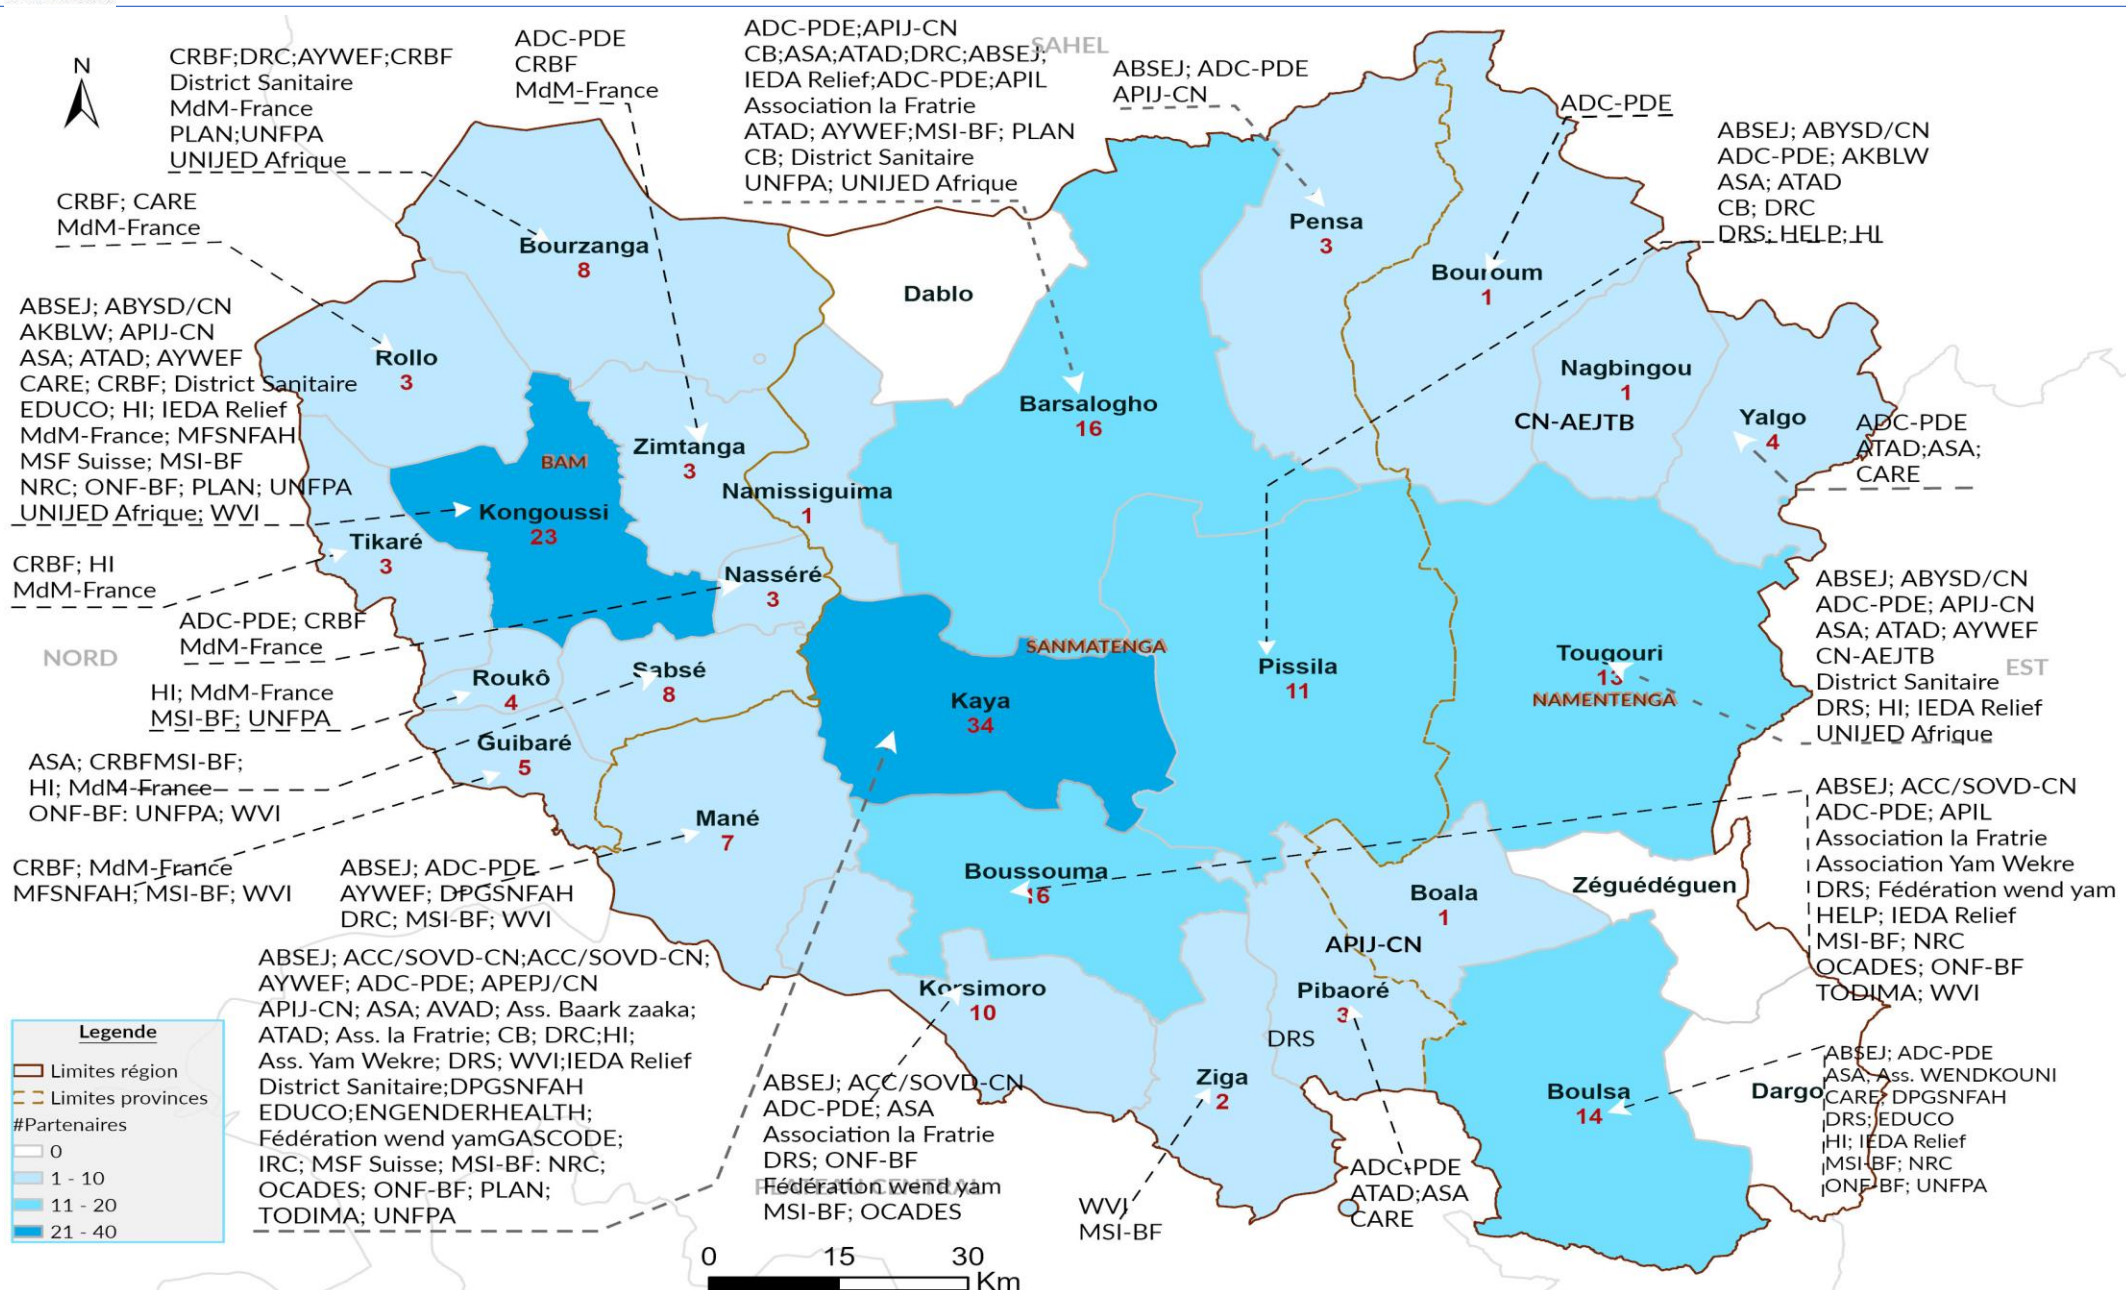 N
CRBF;DRC;AYWEF;CRBF
District Sanitaire
MdM-France
PLAN;UNFPA
UNIJED Afrique
ADC-PDE
CRBF
MdM-France
ADC-PDE;APIJ-CN
CB;ASA;ATAD;DRC;ABSEJ;
IEDA Relief;ADC-PDE;APIL
Association la Fratrie
ATAD; AYWEF;MSI-BF; PLAN
CB; District Sanitaire
UNFPA; UNIJED Afrique
SAHEL
ABSEJ; ADC-PDE
APIJ-CN
ADC-PDE
ABSEJ; ABYSD/CN
ADC-PDE; AKBLW
ASA; ATAD
CB; DRC
DRS; HELP; HI
CRBF; CARE
MdM-France
Bourzanga
8
Dablo
Pensa
3
Bouroum
1
ABSEJ; ABYSD/CN
AKBLW; APIJ-CN
ASA; ATAD; AYWEF
CARE; CRBF; District Sanitaire
EDUCO; HI; IEDA Relief
MdM-France; MFSNFAH
MSF Suisse; MSI-BF
NRC; ONF-BF; PLAN; UNFPA
UNIJED Afrique; WVI
Rollo
3
Barsalogho
16
Nagbingou
1
CN-AEJTB
Yalgo
4
ADC-PDE
ATAD;ASA;
CARE
BAM
Zimtanga
3
Namissiguima
1
Kongoussi
23
Tikaré
3
CRBF; HI
MdM-France
Nasséré
3
ADC-PDE; CRBF
MdM-France
NORD
HI; MdM-France
MSI-BF; UNFPA
Roukô
4
Sabsé
8
SANMATENGA
Kaya
34
Pissila
11
Tougouri
13
NAMENTENGA
ABSEJ; ABYSD/CN
ADC-PDE; APIJ-CN
ASA; ATAD; AYWEF
CN-AEJTB
District Sanitaire
DRS; HI; IEDA Relief
UNIJED Afrique
EST
Guibaré
5
ASA; CRBFMSI-BF;
HI; MdM-France
ONF-BF: UNFPA; WVI
CRBF; MdM-France
MFSNFAH; MSI-BF; WVI
Mané
7
ABSEJ; ADC-PDE
AYWEF; DPGSNFAH
DRC; MSI-BF; WVI
Boussouma
16
Boala
1
Zéguédéguen
APIJ-CN
ABSEJ; ACC/SOVD-CN
ADC-PDE; APIL
Association la Fratrie
Association Yam Wekre
DRS; Fédération wend yam
HELP; IEDA Relief
MSI-BF; NRC
OCADES; ONF-BF
TODIMA; WVI
ABSEJ; ACC/SOVD-CN;ACC/SOVD-CN;
AYWEF; ADC-PDE; APEPJ/CN
APIJ-CN; ASA; AVAD; Ass. Baark zaaka;
ATAD; Ass. la Fratrie; CB; DRC;HI;
Ass. Yam Wekre; DRS; WVI;IEDA Relief
District Sanitaire;DPGSNFAH
EDUCO;ENGENDERHEALTH;
Fédération wend yamGASCODE;
IRC; MSF Suisse; MSI-BF: NRC;
OCADES; ONF-BF; PLAN;
TODIMA; UNFPA
Korsimoro
10
Pibaoré
3
DRS
Ziga
2
Boulsa
14
Dargo
ABSEJ; ADC-PDE
ASA; Ass. WENDKOUNI
CARE; DPGSNFAH
DRS; EDUCO
HI; IEDA Relief
MSI-BF; NRC
ONF-BF; UNFPA
ABSEJ; ACC/SOVD-CN
ADC-PDE; ASA
Association la Fratrie
DRS; ONF-BF
Fédération wend yam
MSI-BF; OCADES
PLATEAU CENTRAL
WVI
MSI-BF
ADC-PDE
ATAD;ASA
CARE
Legende
Limites région
Limites provinces
#Partenaires
0
1 - 10
11 - 20
21 - 40
0 15 30
Km